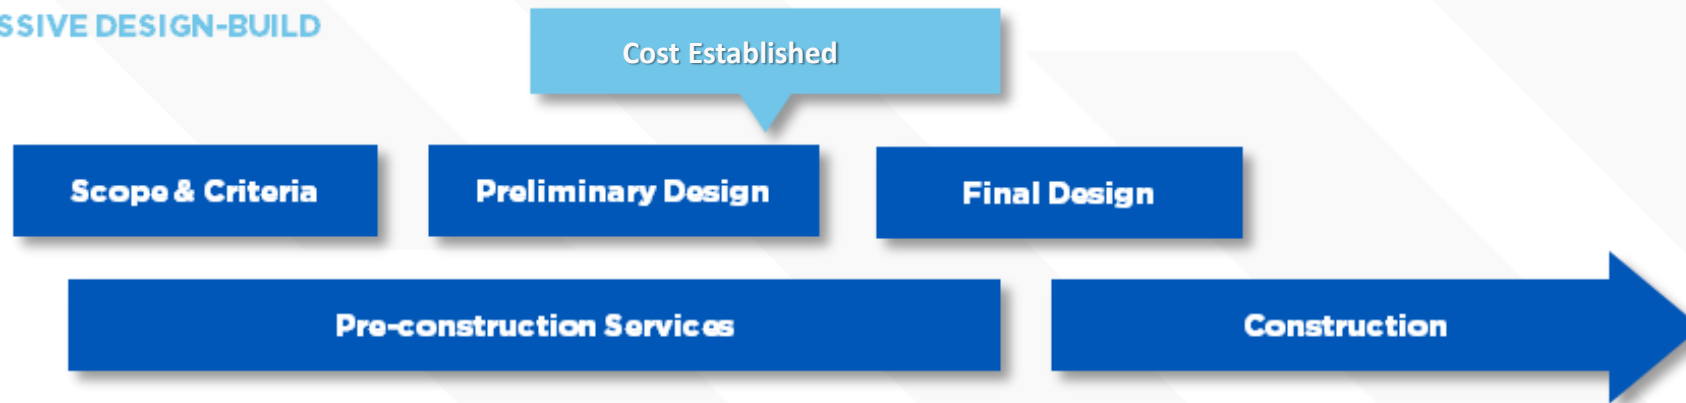 SSIVE DESIGN-BUILD
Cost Established
Scope & Criteria
Preliminary Design
Final Design
Pre-construction Services
Construction